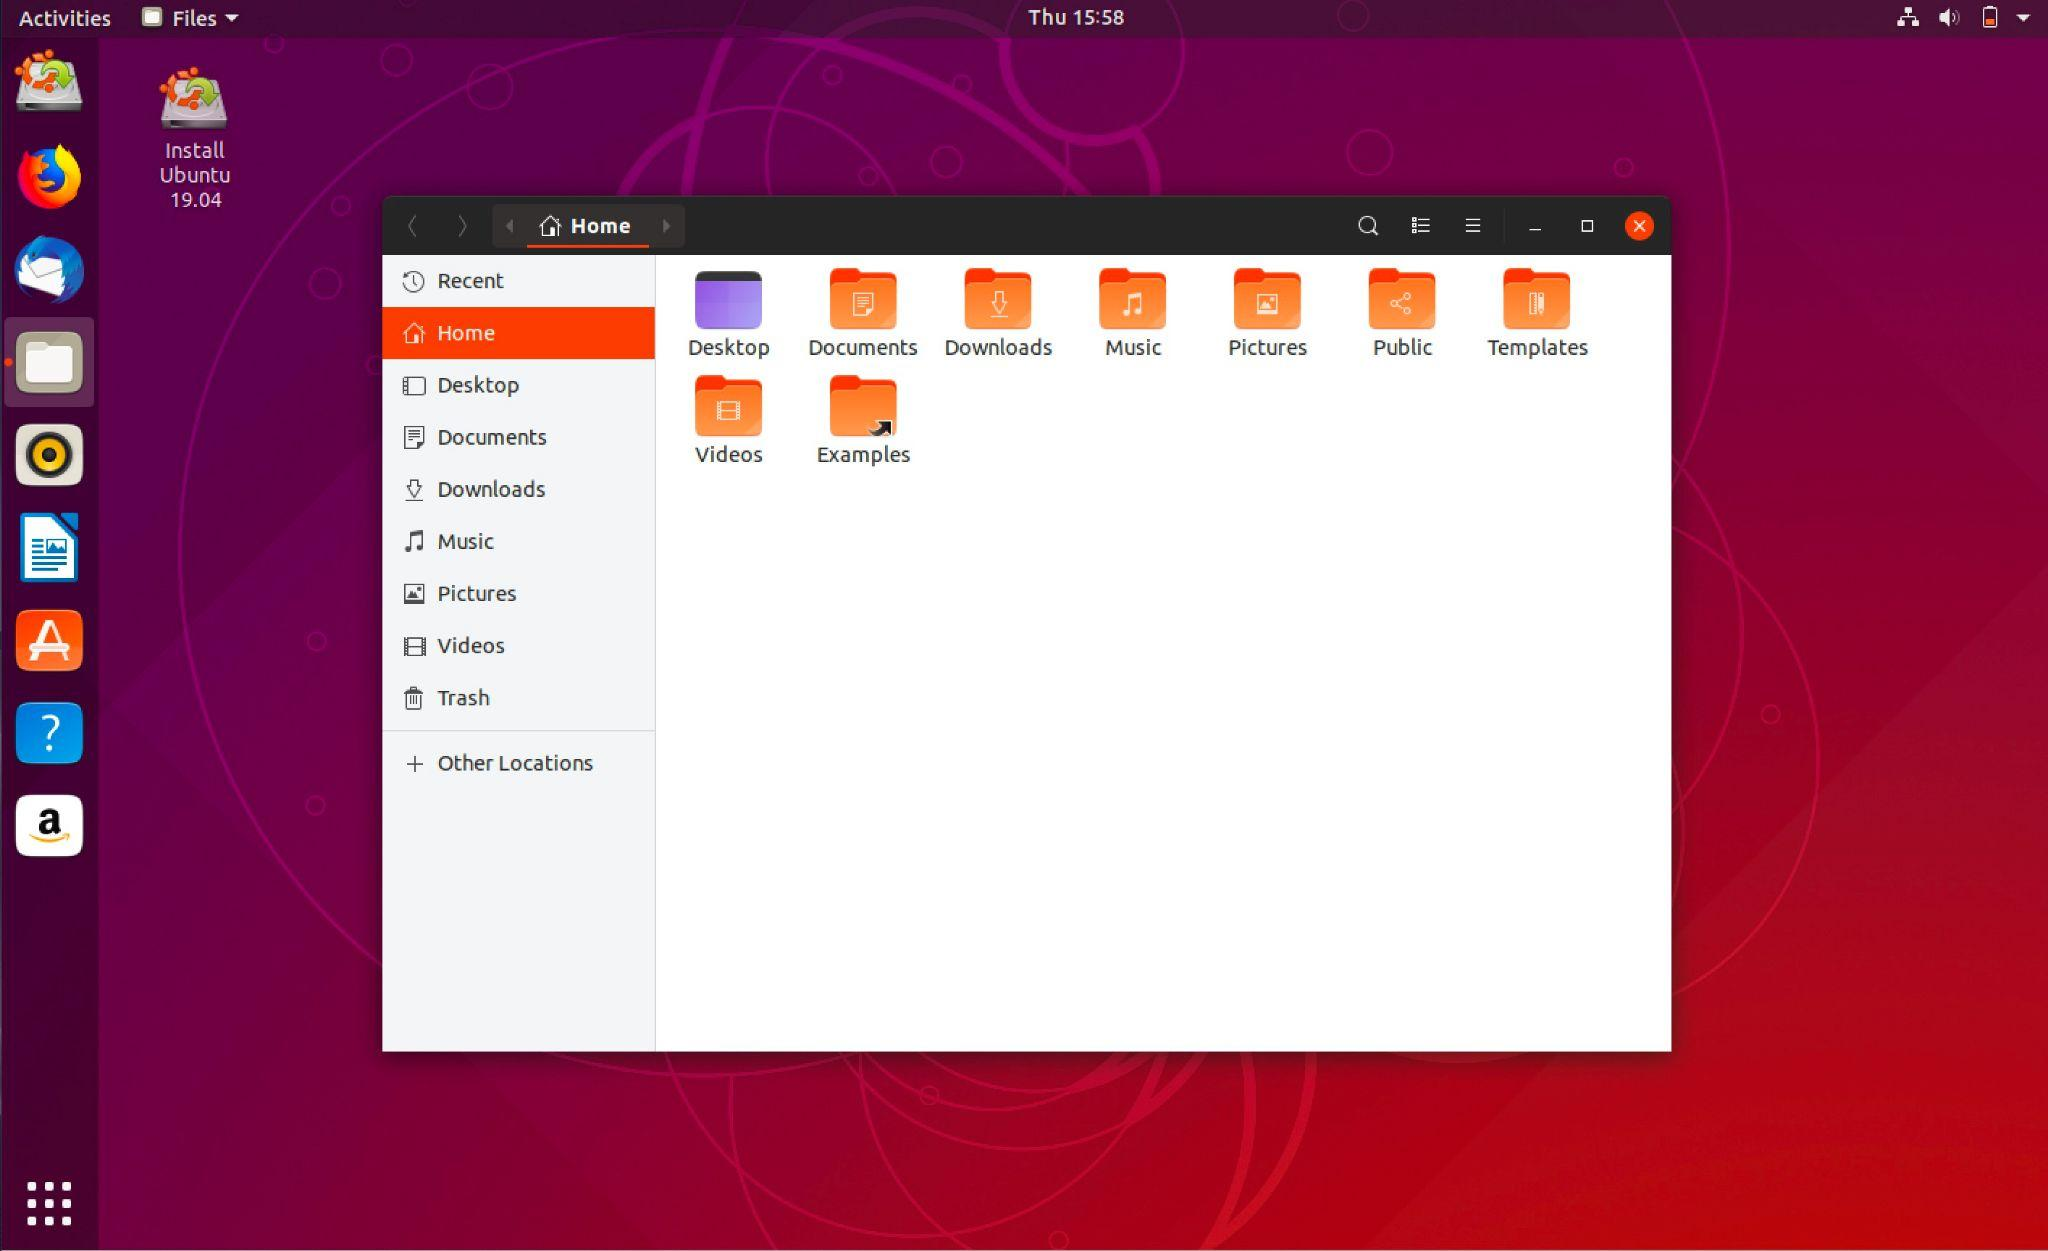 Activities
Files
Thu 15:58
Install
Ubuntu
19.04
Home
Recent
Home
Desktop
Documents
Downloads
Music
Pictures
Videos
Trash
Other Locations
Desktop Documents Downloads Music Pictures Public Templates
Videos Examples
?
a